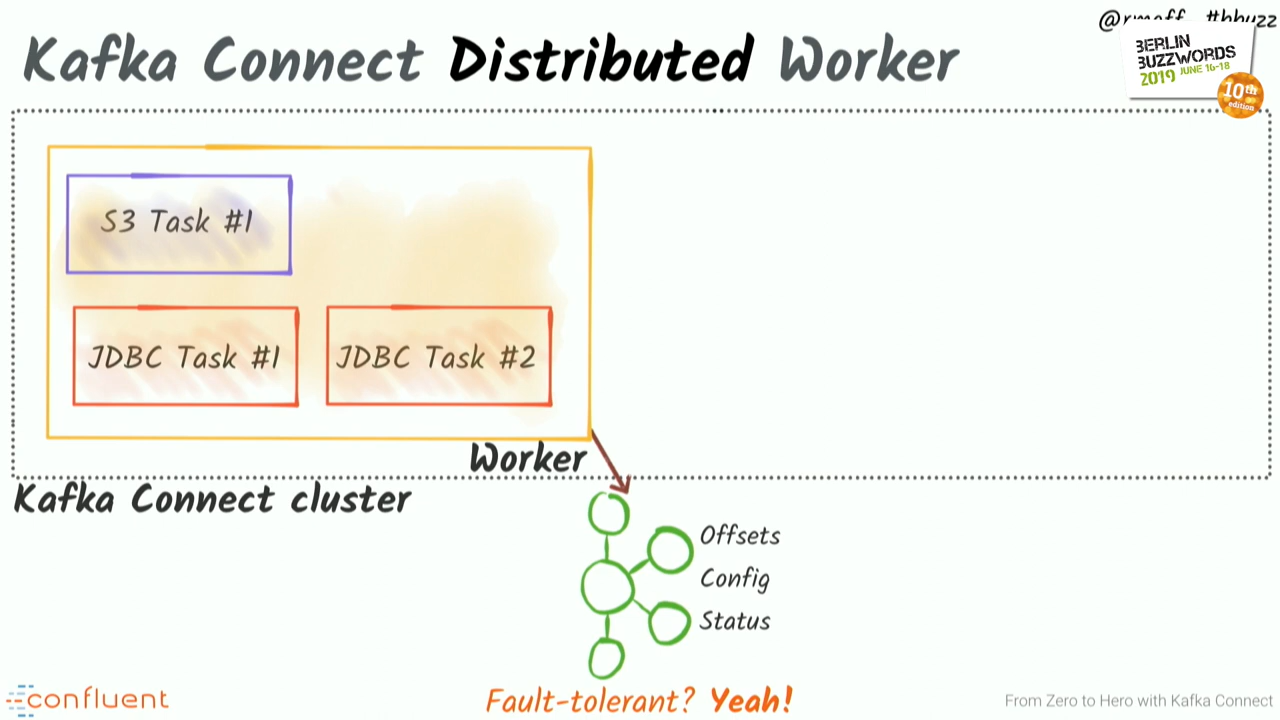 #bbuzz
Kafka Connect Distributed Worker
BERLIN
BUZZWORDS
2019 JUNE 16-18
10th
edition
S3 Task #1
JDBC Task #1
JDBC Task #2
Worker
Kafka Connect cluster
Offsets
Config
Status
confluent
Fault-tolerant? Yeah!
From Zero to Hero with Kafka Connect